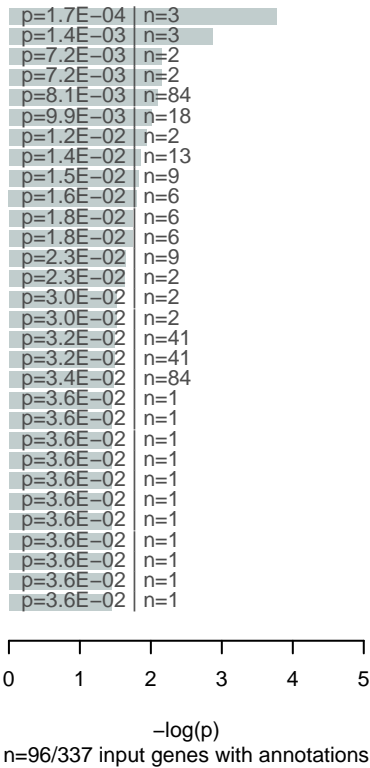 p=1.7E−04 n=3
p=1.4E−03 n=3
p=7.2E−03 n=2
p=7.2E−03 n=2
p=8.1E−03 n=84
p=9.9E−03 n=18
p=1.2E−02 n=2
p=1.4E−02 n=13
p=1.5E−02 n=9
p=1.6E−02 n=6
p=1.8E−02 n=6
p=1.8E−02 n=6
p=2.3E−02 n=9
p=2.3E−02 n=2
p=3.0E−02 n=2
p=3.0E−02 n=2
p=3.2E−02 n=41
p=3.2E−02 n=41
p=3.4E−02 n=84
p=3.6E−02 n=1
p=3.6E−02 n=1
p=3.6E−02 n=1
p=3.6E−02 n=1
p=3.6E−02 n=1
p=3.6E−02 n=1
p=3.6E−02 n=1
p=3.6E−02 n=1
p=3.6E−02 n=1
p=3.6E−02 n=1
p=3.6E−02 n=1
0 1 2 3 4 5
−log(p)
n=96/337 input genes with annotations